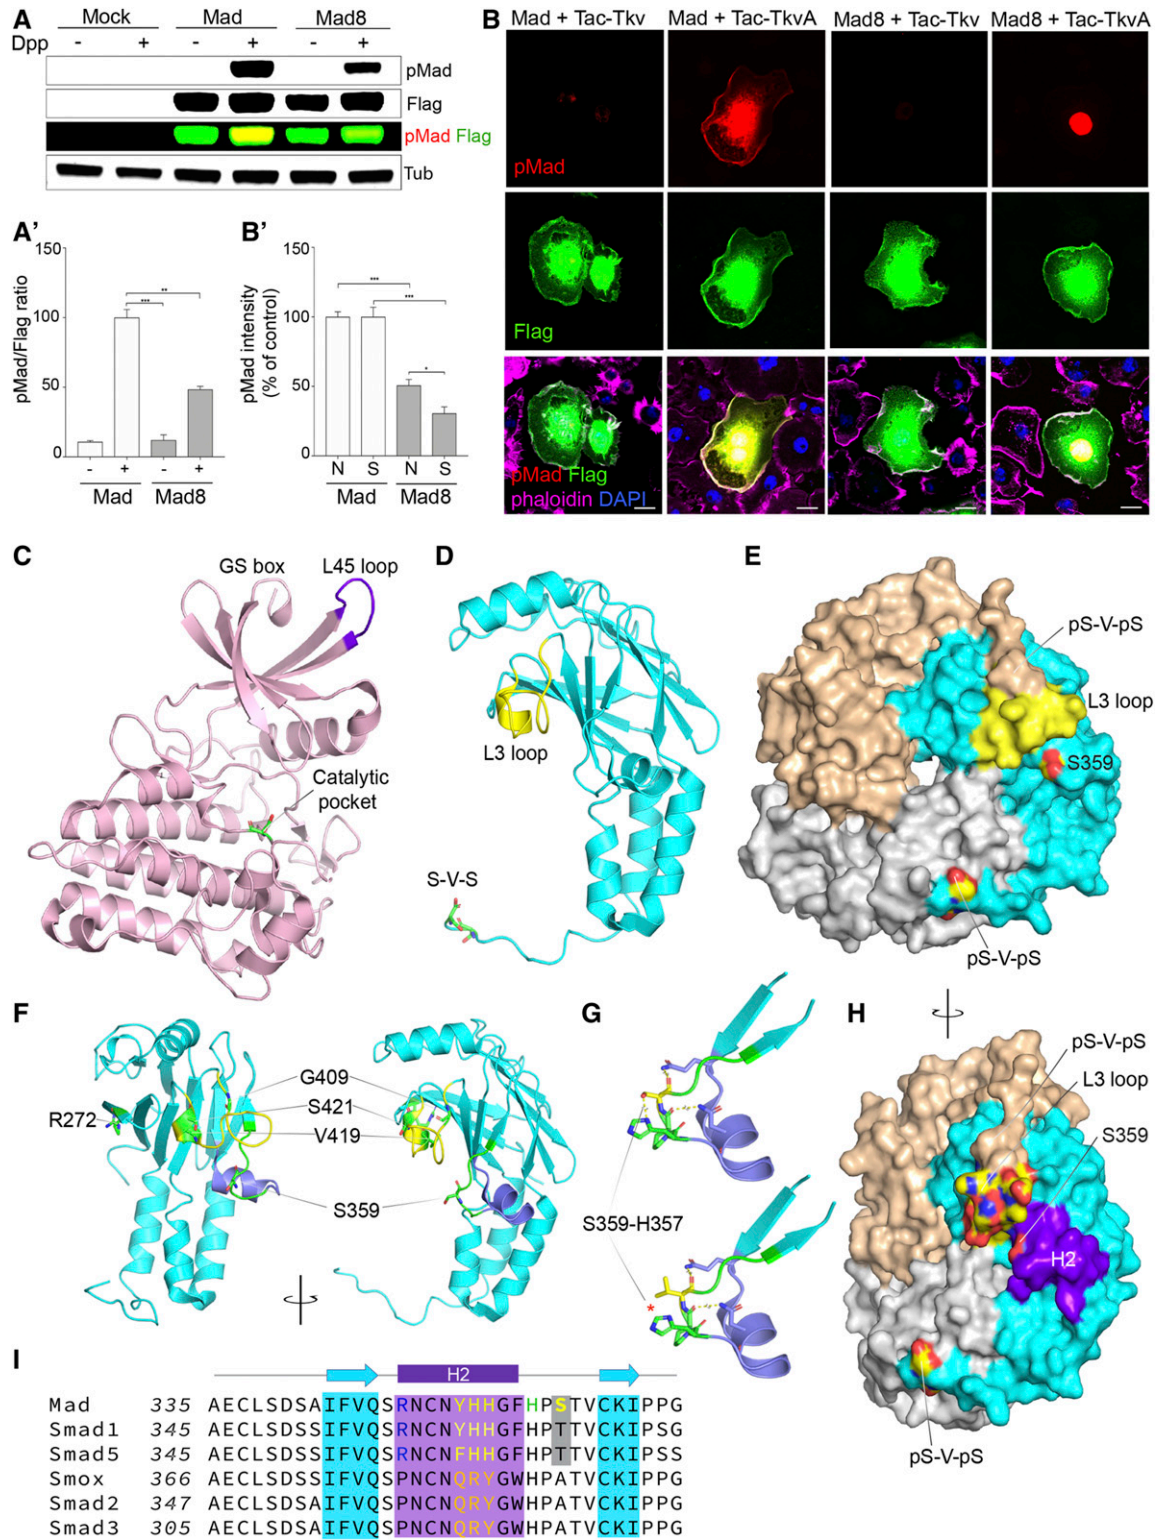 A
Mock Mad Mad8
Dpp - + - + - +
pMad
Flag
pMad Flag
Tub
B
Mad + Tac-Tkv Mad + Tac-TkvA Mad8 + Tac-Tkv Mad8 + Tac-TkvA
pMad
Flag
pMad Flag
phaloidin DAPI
A'
pMad/Flag ratio
150
100
50
0
*** **
- + - +
Mad Mad8
B'
pMad intensity
(% of control)
150
100
50
0
***
***
*
N S N S
Mad Mad8
C
GS box L45 loop
Catalytic
pocket
D
L3 loop
S-V-S
E
pS-V-pS
L3 loop
S359
pS-V-pS
F
G409
R272 S421
V419
S359
G
S359-H357
*
H
pS-V-pS
L3 loop
S359
H2
pS-V-pS
I
H2
Mad 335 AECLSDSAIFVQSRNCNYHHGFHPSTVCKIPPG
Smad1 345 AECLSDSSIFVQSRNCNYHHGFHPTTVCKIPSG
Smad5 345 AECLSDSSIFVQSRNCNFHHGFHPTTVCKIPSS
Smox 366 AECLSDSAIFVQSPNCNQRYGWHPATVCKIPPG
Smad2 347 AECLSDSAIFVQSPNCNQRYGWHPATVCKIPPG
Smad3 305 AECLSDSAIFVQSPNCNQRYGWHPATVCKIPPG